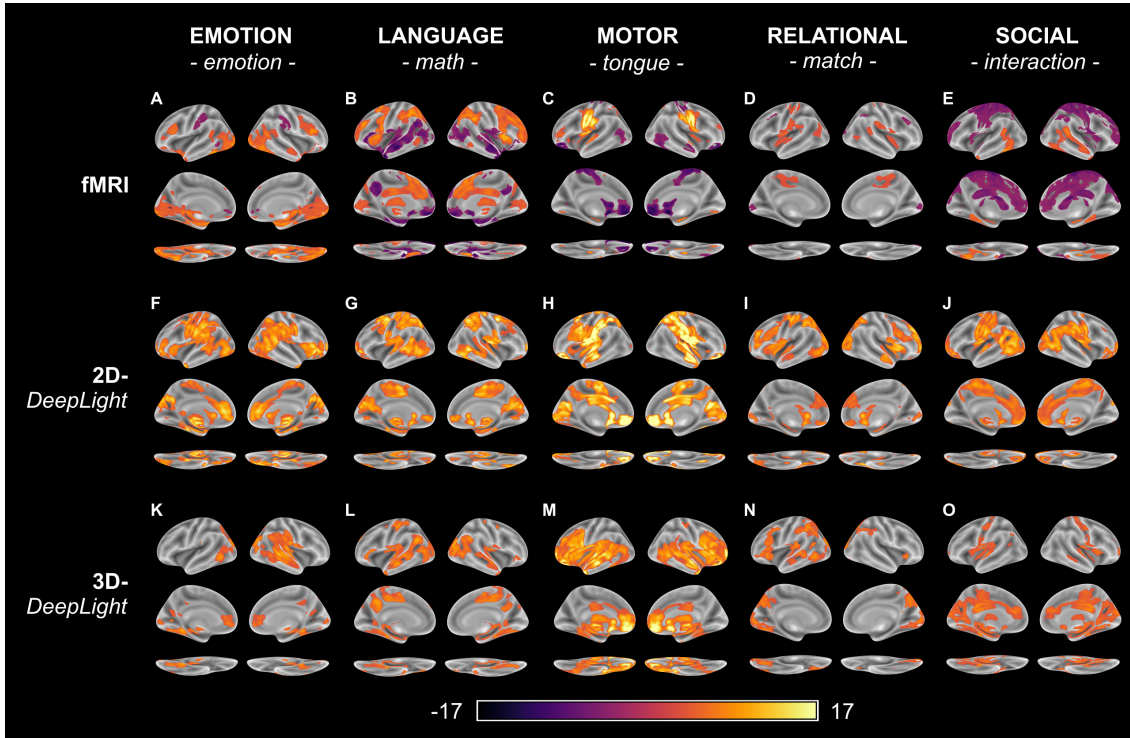 EMOTION LANGUAGE MOTOR RELATIONAL SOCIAL
- emotion - - math - - tongue - - match - - interaction -
A B C D E
fMRI
F G H I J
2D-
DeepLight
K L M N O
3D-
DeepLight
-17 17